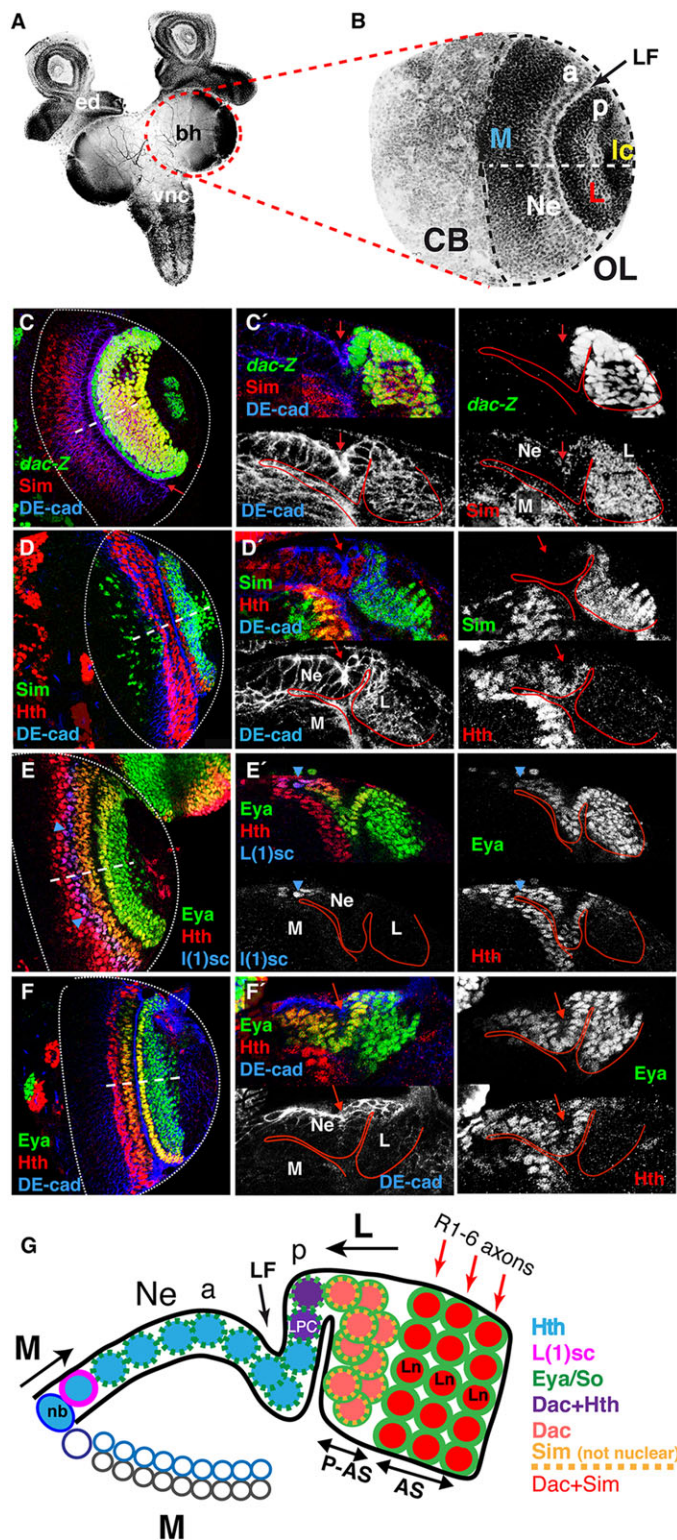 A
ed
bh
vnc
B
a
LF
p
M
lc
L
Ne
CB
OL
C
dac-Z
Sim
DE-cad
C´
dac-Z
Sim
DE-cad
DE-cad
dac-Z
Ne
L
M
Sim
D
Sim
Hth
DE-cad
D´
Sim
Hth
DE-cad
Ne
M
L
DE-cad
Sim
Hth
E
Eya
Hth
l(1)sc
E´
Eya
Hth
L(1)sc
Ne
M
L
l(1)sc
Eya
Hth
F
Eya
Hth
DE-cad
F´
Eya
Hth
DE-cad
Ne
M
L
DE-cad
Eya
Hth
G
L
R1-6 axons
p
Ne a
LF
LPC
M
nb
Ln
Ln
Ln
P-AS
AS
M
Hth
L(1)sc
Eya/So
Dac+Hth
Dac
Sim (not nuclear)
Dac+Sim